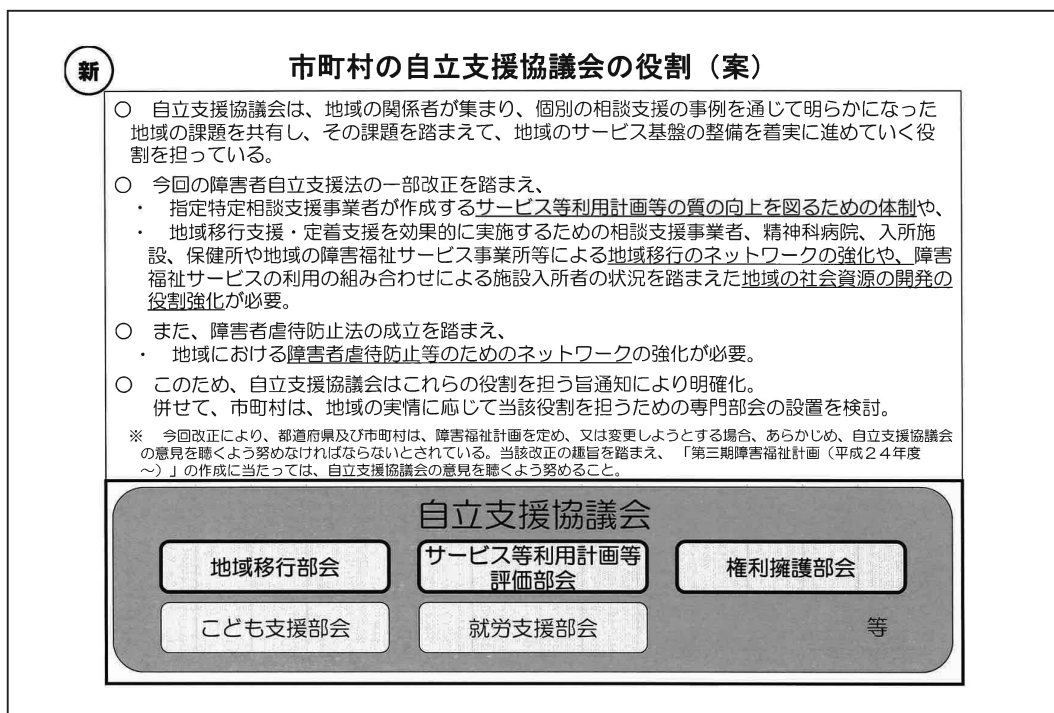 新
市町村の自立支援協議会の役割（案）
○　自立支援協議会は、地域の関係者が集まり、個別の相談支援の事例を通じて明らかになった
地域の課題を共有し、その課題を踏まえて、地域のサービス基盤の整備を着実に進めていく役
割を担っている。
○　今回の障害者自立支援法の一部改正を踏まえ、
・　指定特定相談支援事業者が作成するサービス等利用計画等の質の向上を図るための体制や、
・　地域移行支援・定着支援を効果的に実施するための相談支援事業者、精神科病院、入所施
設、保健所や地域の障害福祉サービス事業所等による地域移行のネットワークの強化や、障害
福祉サービスの利用の組み合わせによる施設入所者の状況を踏まえた地域の社会資源の開発の
役割強化が必要。
○　また、障害者虐待防止法の成立を踏まえ、
・　地域における障害者虐待防止等のためのネットワークの強化が必要。
○　このため、自立支援協議会はこれらの役割を担う旨通知により明確化。
併せて、市町村は、地域の実情に応じて当該役割を担うための専門部会の設置を検討。
※　今回改正により、都道府県及び市町村は、障害福祉計画を定め、又は変更しようとする場合、あらかじめ、自立支援協議会
の意見を聴くよう努めなければならないとされている。当該改正の趣旨を踏まえ、「第三期障害福祉計画（平成２４年度
～）」の作成に当たっては、自立支援協議会の意見を聴くよう努めること。
自立支援協議会
地域移行部会
サービス等利用計画等
評価部会
権利擁護部会
こども支援部会
就労支援部会
等